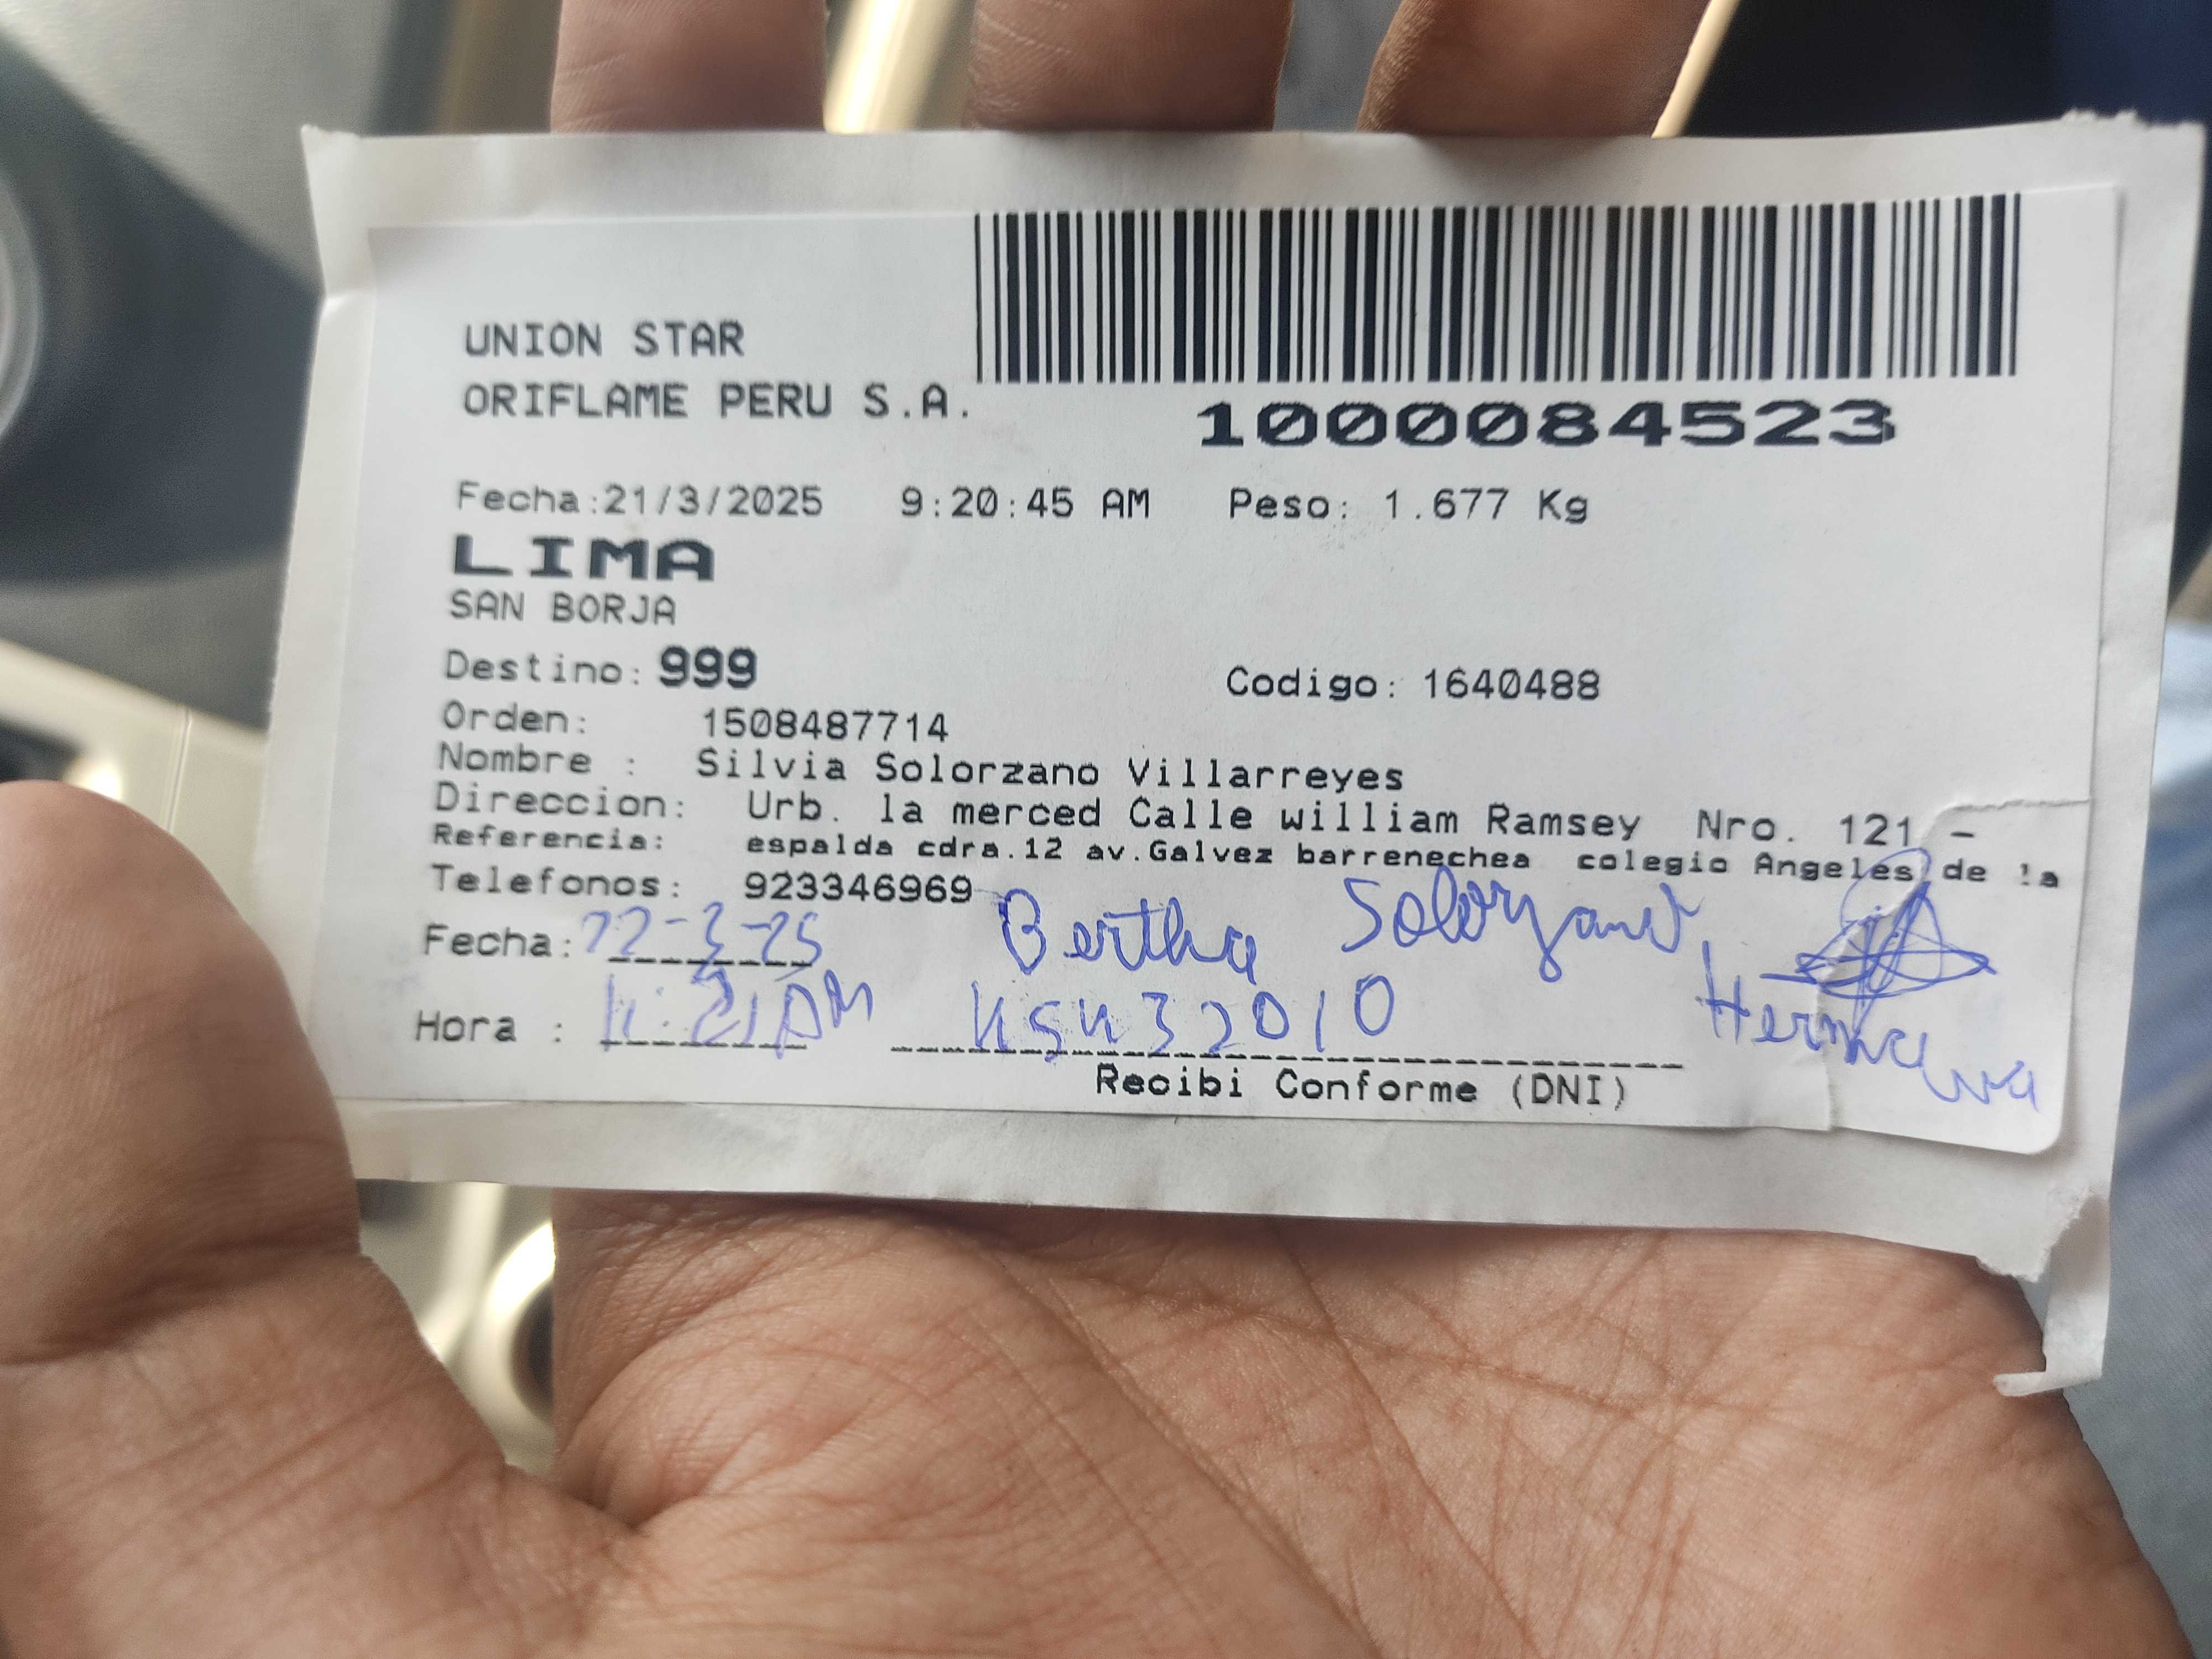 UNION STAR
ORIFLAME PERU S.A.
1000084523
Fecha:21/3/2025 9:20:45 AM Peso: 1.677 Kg
LIMA
SAN BORJA
Destino: 999 Codigo: 1640488
Orden: 1508487714
Nombre : Silvia Solorzano Villarreyes
Direccion: Urb. la merced Calle william Ramsey Nro. 121 -
Referencia: espalda cdra.12 av.Galvez barrenechea colegio Angeles de la
Telefonos: 923346969
Fecha: 22-3-25 Bertha Solorzano
Hora : 11:21 AM Hermana
Recibi Conforme (DNI)